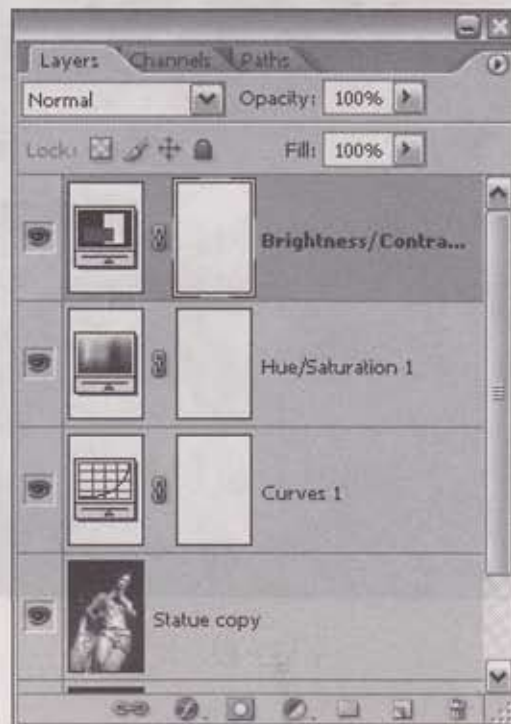 Layers Channels Paths
Normal Opacity: 100%
Lock: Fill: 100%
Brightness/Contra...
Hue/Saturation 1
Curves 1
Statue copy